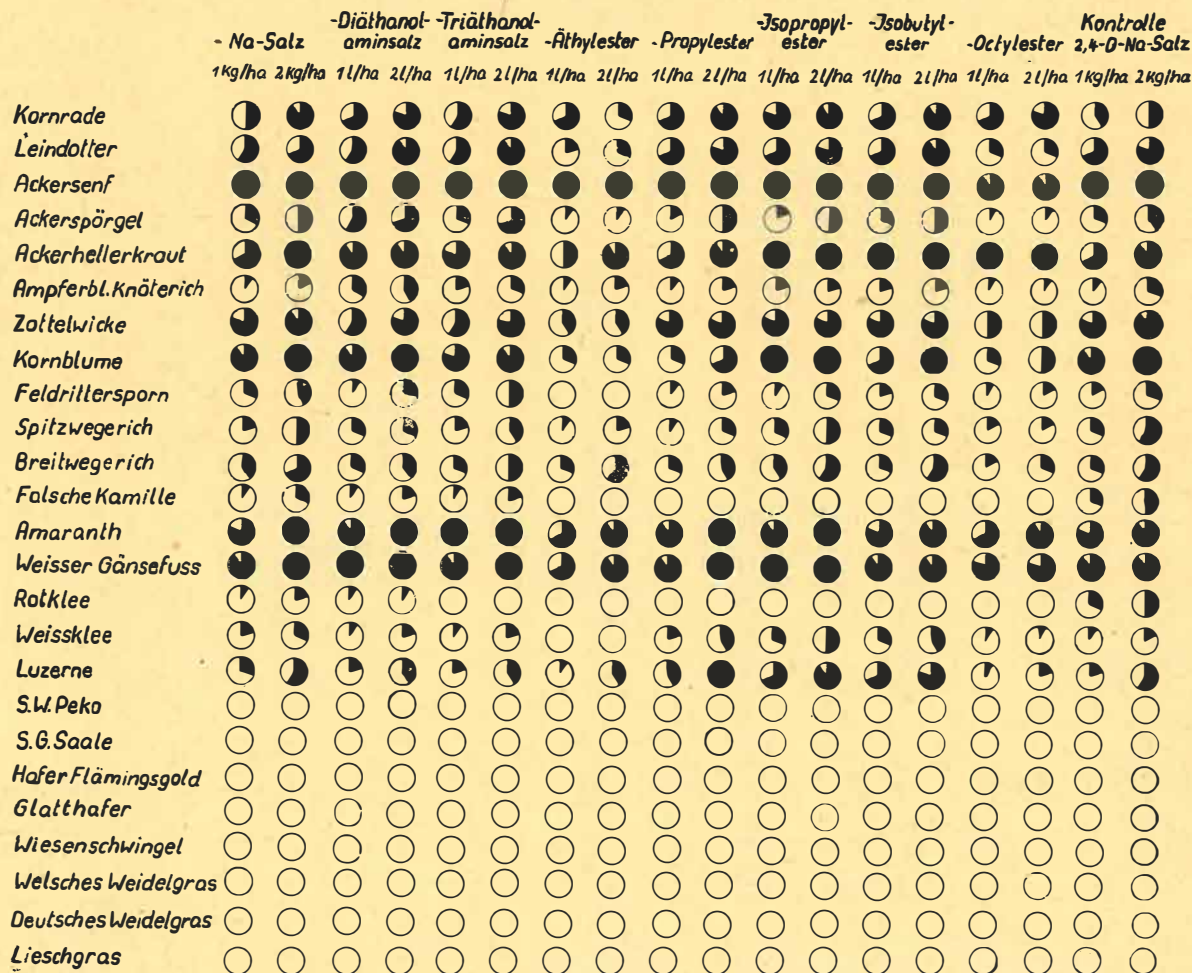 - Na-Salz -Diäthanol-aminsalz -Triäthanol-aminsalz -Äthylester -Propylester -Jsopropyl-ester -Jsobutyl-ester -Octylester Kontrolle 2,4-D-Na-Salz
1Kg/ha 2Kg/ha 1l/ha 2l/ha 1l/ha 2l/ha 1l/ha 2l/ha 1l/ha 2l/ha 1l/ha 2l/ha 1l/ha 2l/ha 1l/ha 2l/ha 1Kg/ha 2Kg/ha
Kornrade
Leindotter
Ackersenf
Ackerspörgel
Ackerhellerkraut
Ampferbl. Knöterich
Zottelwicke
Kornblume
Feldrittersporn
Spitzwegerich
Breitwegerich
Falsche Kamille
Amaranth
Weisser Gänsefuss
Rotklee
Weissklee
Luzerne
S.W. Peko
S.G. Saale
Hafer Flämingsgold
Glatthafer
Wiesenschwingel
Welsches Weidelgras
Deutsches Weidelgras
Lieschgras